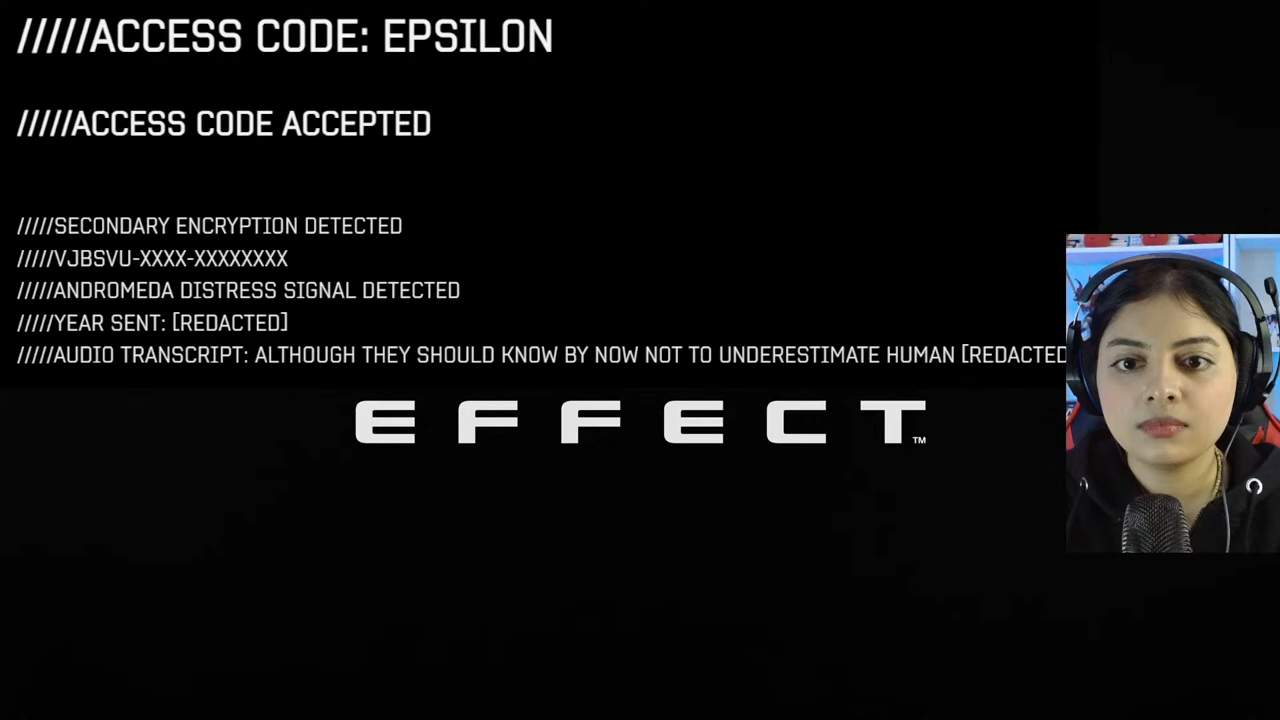 /////ACCESS CODE: EPSILON
/////ACCESS CODE ACCEPTED
/////SECONDARY ENCRYPTION DETECTED
/////VJBSVU-XXXX-XXXXXXXX
/////ANDROMEDA DISTRESS SIGNAL DETECTED
/////YEAR SENT: [REDACTED]
/////AUDIO TRANSCRIPT: ALTHOUGH THEY SHOULD KNOW BY NOW NOT TO UNDERESTIMATE HUMAN [REDACTED
EFFECT™